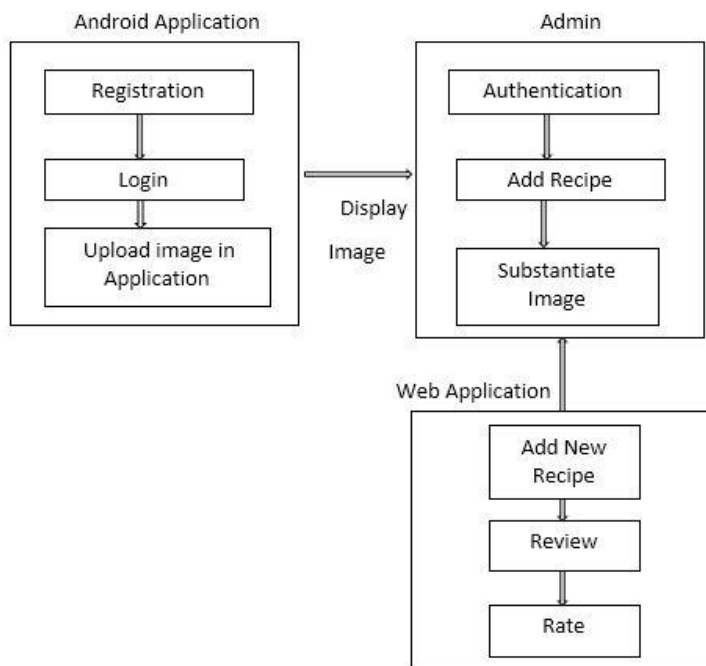 Android Application
Registration
Login
Upload image in
Application
Display
Image
Admin
Authentication
Add Recipe
Substantiate
Image
Web Application
Add New
Recipe
Review
Rate